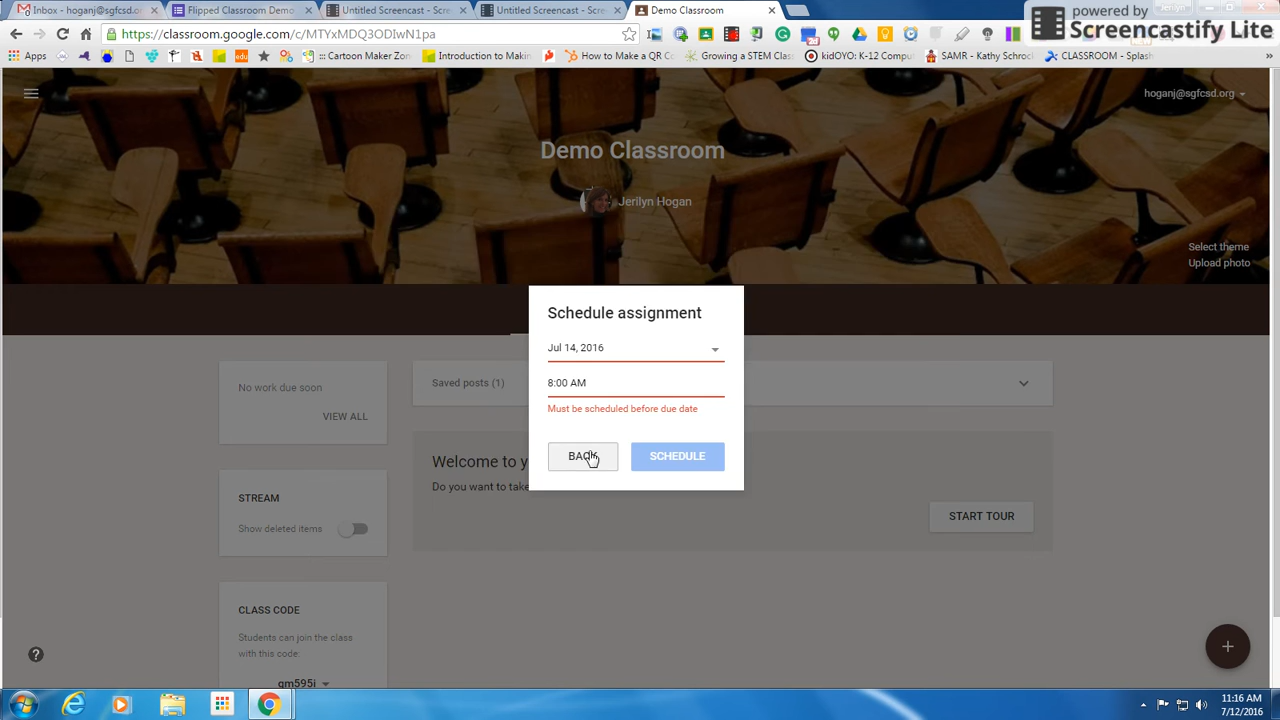 Inbox - hoganj@sgfcsd.org
Flipped Classroom Demo
Untitled Screencast
Untitled Screencast
Demo Classroom
Jerilyn
powered by
Screencastify Lite
https://classroom.google.com/c/MTYxMjQ3ODIwN1pa
Apps
edu
Cartoon Maker Zon
Introduction to Makin
How to Make a QR Co
Growing a STEM Class
kidOYO: K-12 Compu
SAMR - Kathy Schroc
CLASSROOM - Splash
hoganj@sgfcsd.org
Demo Classroom
Jerilyn Hogan
Select theme
Upload photo
Schedule assignment
Jul 14, 2016
8:00 AM
Must be scheduled before due date
BACK
SCHEDULE
No work due soon
VIEW ALL
Saved posts (1)
Welcome to y
Do you want to take
START TOUR
STREAM
Show deleted items
CLASS CODE
Students can join the class
with this code:
qm595i
11:16 AM
7/12/2016